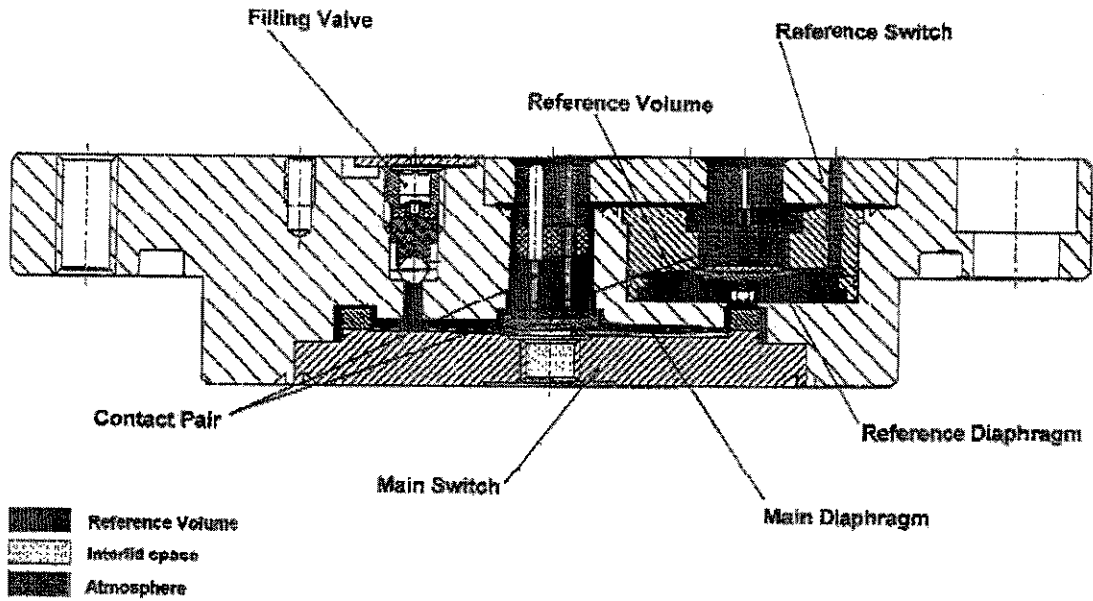 Filling Valve
Reference Switch
Reference Volume
Contact Pair
Reference Diaphragm
Main Switch
Main Diaphragm
Reference Volume
Interlid space
Atmosphere